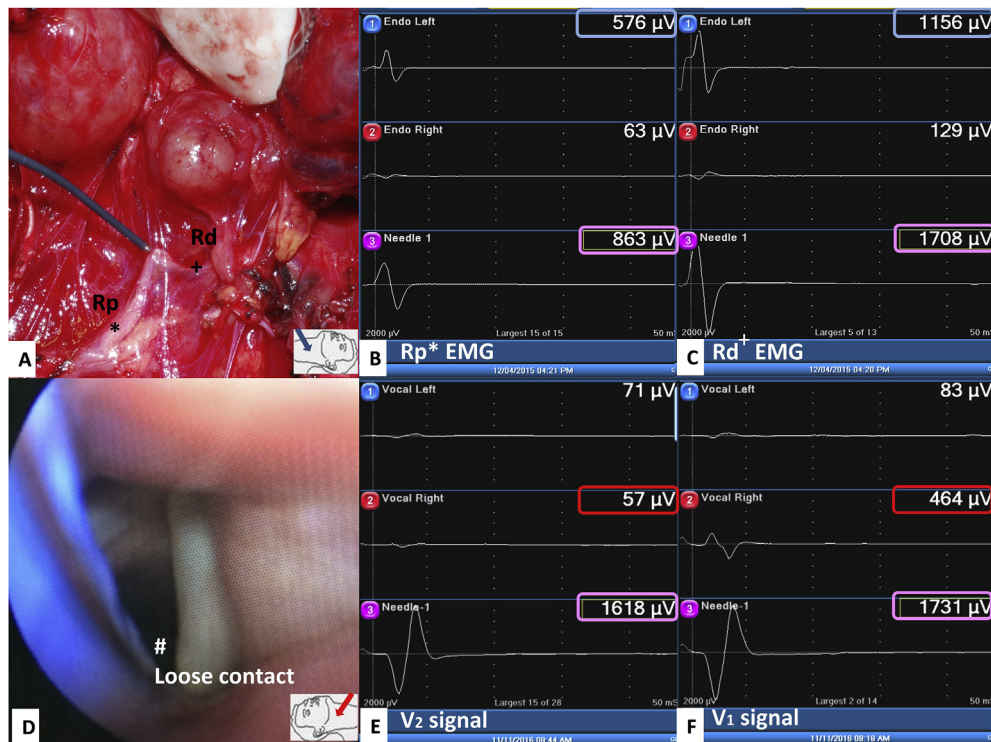 Rd
+
Rp
*
A
1 Endo Left 576 µV
2 Endo Right 63 µV
3 Needle 1 863 µV
2000 µV Largest 15 of 15 50 mS
B Rp* EMG
12/04/2015 04:21 PM
1 Endo Left 1156 µV
2 Endo Right 129 µV
3 Needle 1 1708 µV
2000 µV Largest 5 of 13 50 mS
C Rd+ EMG
12/04/2015 04:20 PM
#
Loose contact
D
1 Vocal Left 71 µV
2 Vocal Right 57 µV
3 Needle-1 1618 µV
2000 µV Largest 15 of 28 50 mS
E V2 signal
11/11/2016 08:44 AM
1 Vocal Left 83 µV
2 Vocal Right 464 µV
3 Needle-1 1731 µV
2000 µV Largest 2 of 14 50 mS
F V1 signal
11/11/2016 08:18 AM